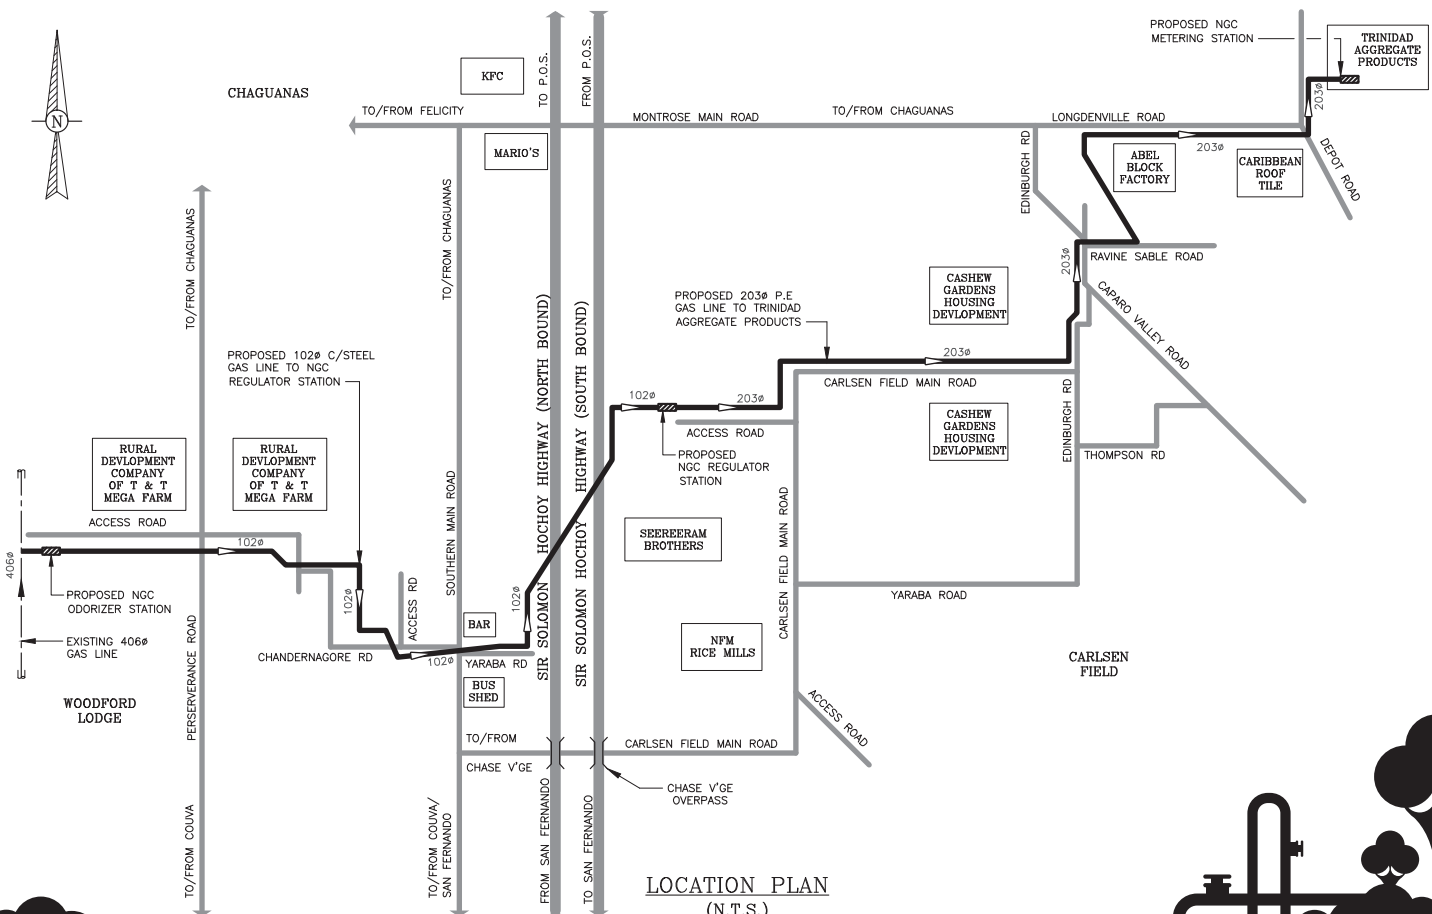 PROPOSED NGC
METERING STATION
TRINIDAD
AGGREGATE
PRODUCTS
KFC
CHAGUANAS
TO P.O.S.
FROM P.O.S.
203ø
TO/FROM FELICITY
MONTROSE MAIN ROAD
TO/FROM CHAGUANAS
LONGDENVILLE ROAD
N
MARIO'S
EDINBURGH RD
203ø
ABEL
BLOCK
FACTORY
CARIBBEAN
ROOF
TILE
DEPOT ROAD
TO/FROM CHAGUANAS
TO/FROM CHAGUANAS
203ø
RAVINE SABLE ROAD
CASHEW
GARDENS
HOUSING
DEVLOPMENT
CAPARO VALLEY ROAD
PROPOSED 203ø P.E
GAS LINE TO TRINIDAD
AGGREGATE PRODUCTS
PROPOSED 102ø C/STEEL
GAS LINE TO NGC
REGULATOR STATION
SIR SOLOMON HOCHOY HIGHWAY (NORTH BOUND)
SIR SOLOMON HOCHOY HIGHWAY (SOUTH BOUND)
203ø
CARLSEN FIELD MAIN ROAD
102ø
203ø
EDINBURGH RD
CASHEW
GARDENS
HOUSING
DEVLOPMENT
ACCESS ROAD
THOMPSON RD
RURAL
DEVLOPMENT
COMPANY
OF T & T
MEGA FARM
RURAL
DEVLOPMENT
COMPANY
OF T & T
MEGA FARM
PROPOSED
NGC REGULATOR
STATION
SOUTHERN MAIN ROAD
CARLSEN FIELD MAIN ROAD
ACCESS ROAD
SEEREERAM
BROTHERS
102ø
406ø
PROPOSED NGC
ODORIZER STATION
102ø
ACCESS RD
102ø
YARABA ROAD
BAR
EXISTING 406ø
GAS LINE
PERSERVERANCE ROAD
CHANDERNAGORE RD
102ø
YARABA RD
NFM
RICE MILLS
CARLSEN
FIELD
BUS
SHED
WOODFORD
LODGE
ACCESS ROAD
TO/FROM
CHASE V'GE
CARLSEN FIELD MAIN ROAD
CHASE V'GE
OVERPASS
TO/FROM COUVA
TO/FROM COUVA/
SAN FERNANDO
FROM SAN FERNANDO
TO SAN FERNANDO
LOCATION PLAN
(N.T.S.)